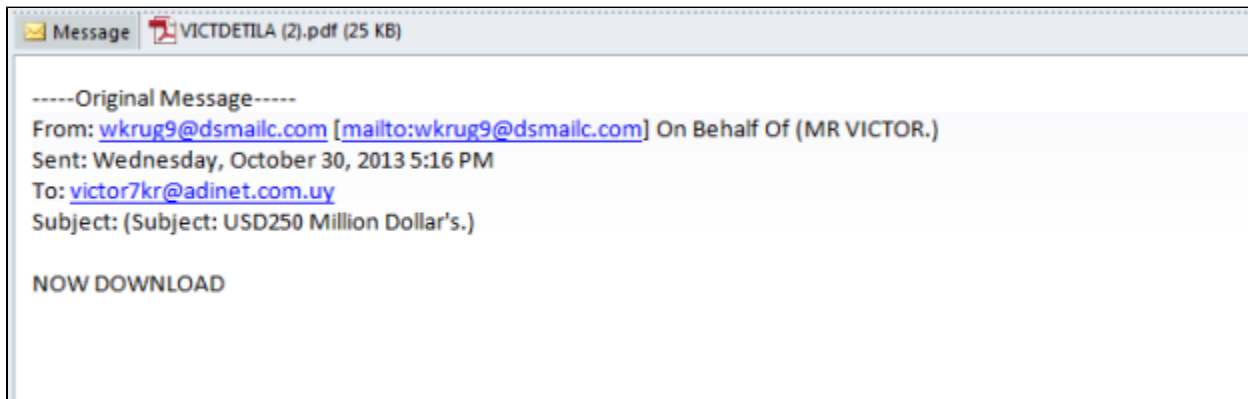 Message VICTDETILA (2).pdf (25 KB)
-----Original Message-----
From: wkrug9@dsmailc.com [mailto:wkrug9@dsmailc.com] On Behalf Of (MR VICTOR.)
Sent: Wednesday, October 30, 2013 5:16 PM
To: victor7kr@adinet.com.uy
Subject: (Subject: USD250 Million Dollar's.)
NOW DOWNLOAD